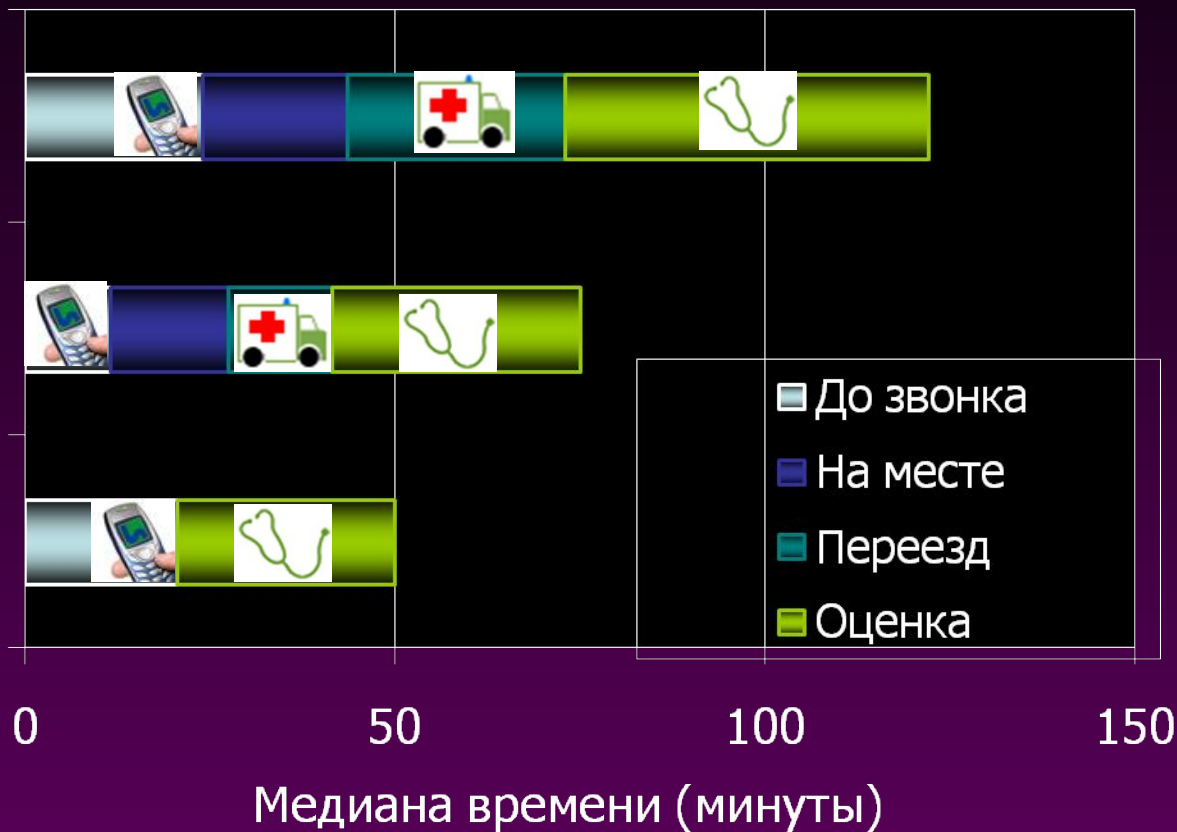 До звонка
На месте
Переезд
Оценка
0 50 100 150
Медиана времени (минуты)